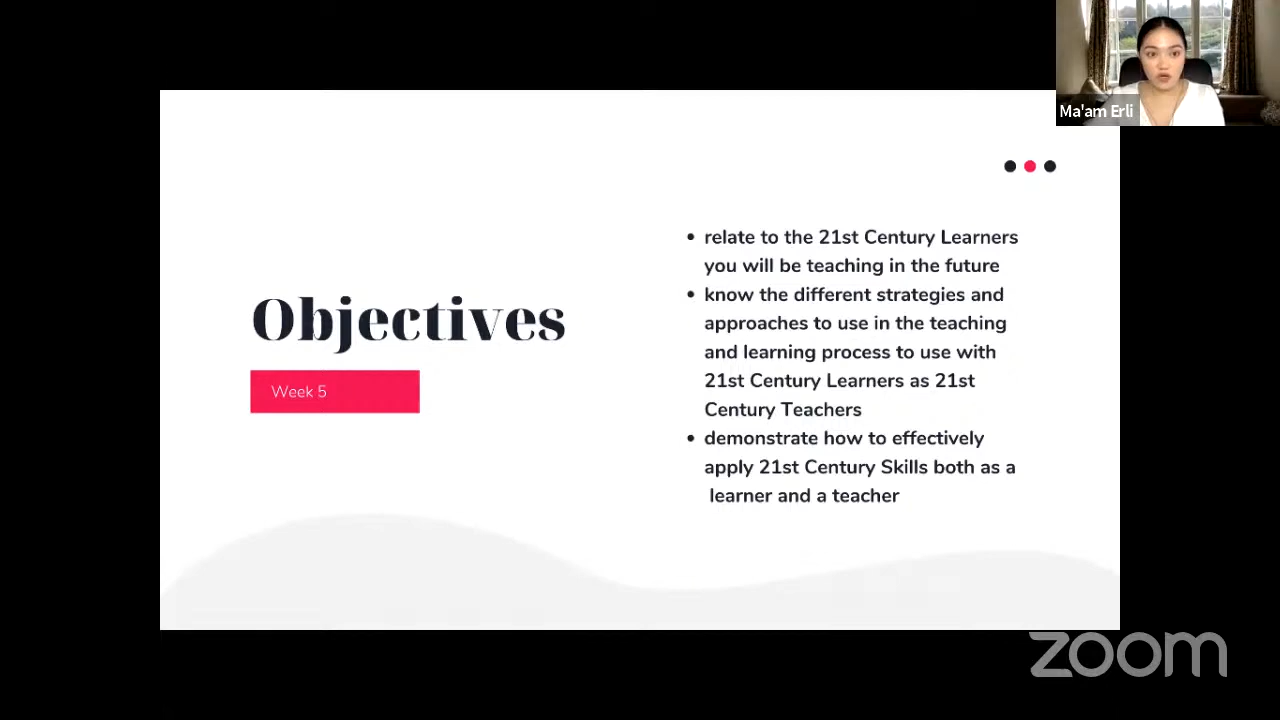 Ma'am Erli
• relate to the 21st Century Learners
you will be teaching in the future
• know the different strategies and
approaches to use in the teaching
and learning process to use with
21st Century Learners as 21st
Century Teachers
• demonstrate how to effectively
apply 21st Century Skills both as a
learner and a teacher
Objectives
Week 5
zoom